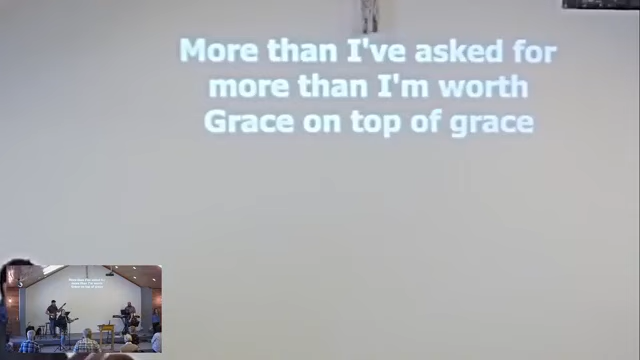 More than I've asked for
more than I'm worth
Grace on top of grace